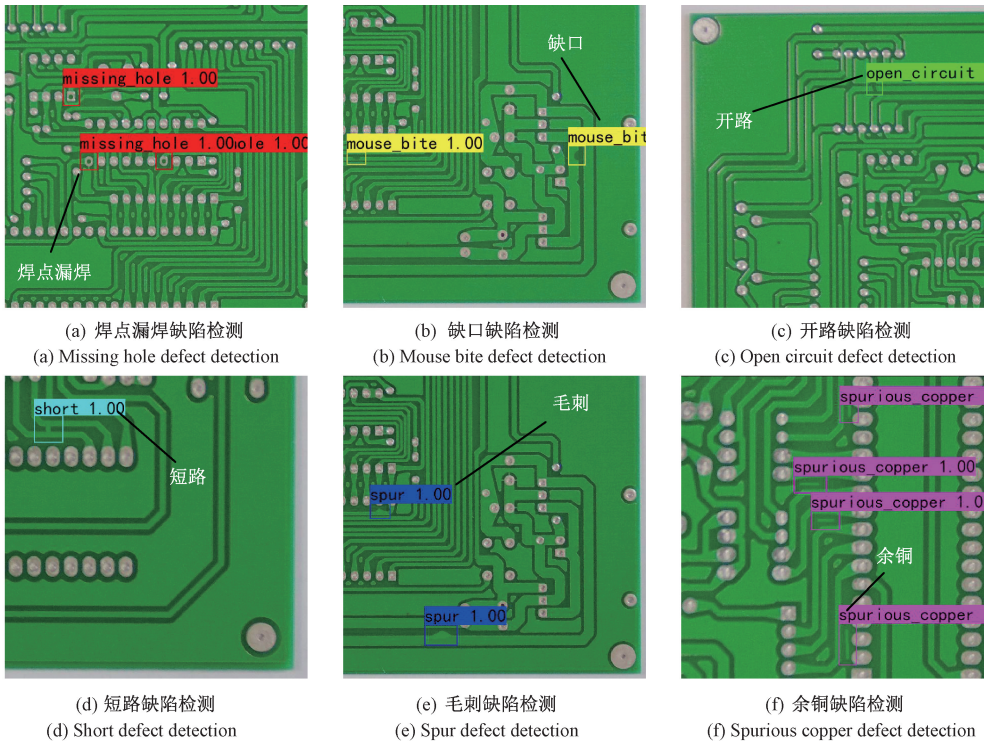 missing_hole 1.00
missing_hole 1.00
hole 1.00
焊点漏焊
缺口
mouse_bite 1.00
mouse_bit
open_circuit
开路
(a) 焊点漏焊缺陷检测
(a) Missing hole defect detection
(b) 缺口缺陷检测
(b) Mouse bite defect detection
(c) 开路缺陷检测
(c) Open circuit defect detection
short 1.00
短路
毛刺
spur 1.00
spur 1.00
spurious_copper
spurious_copper 1.00
spurious_copper 1.0
余铜
spurious_copper
(d) 短路缺陷检测
(d) Short defect detection
(e) 毛刺缺陷检测
(e) Spur defect detection
(f) 余铜缺陷检测
(f) Spurious copper defect detection